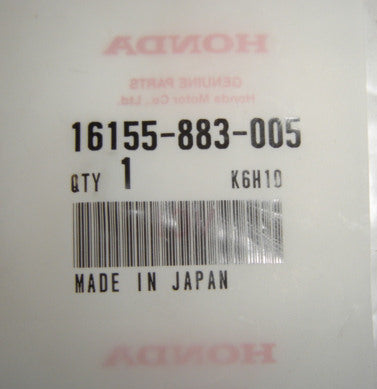 HONDA
GENUINE PARTS
Honda Motor Co., Ltd.
16155-883-005
QTY 1 K6H10
MADE IN JAPAN
HONDA